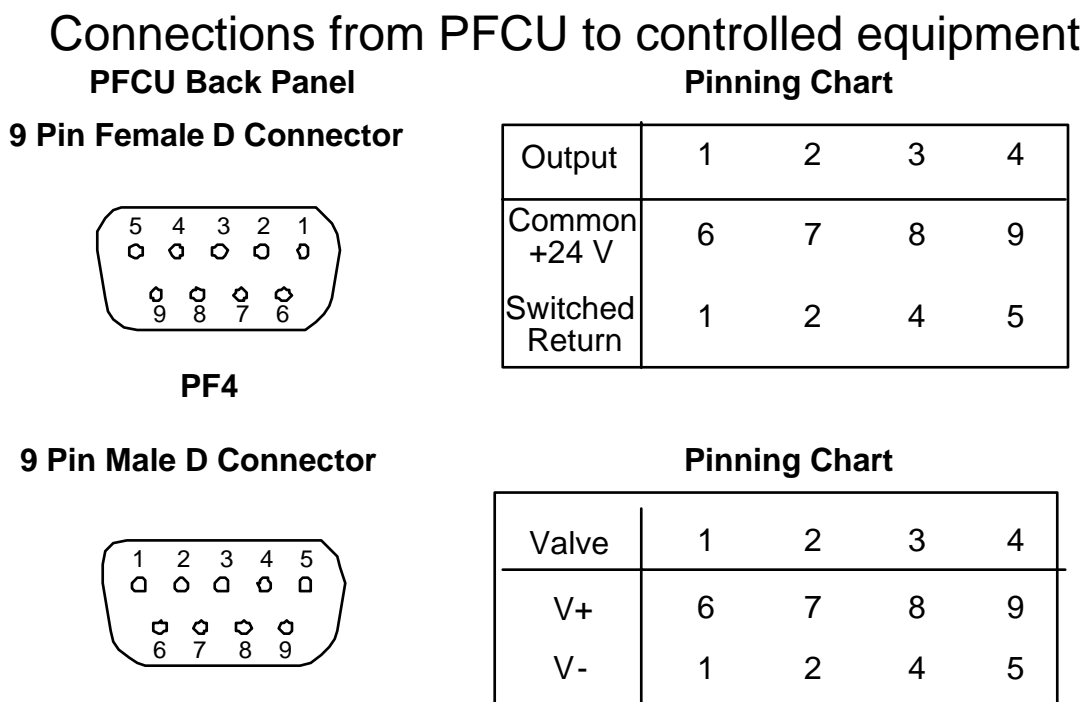 Connections from PFCU to controlled equipment
PFCU Back Panel
Pinning Chart
9 Pin Female D Connector
5 4 3 2 1
9 8 7 6
Output 1 2 3 4
Common
+24 V
6 7 8 9
Switched
Return
1 2 4 5
PF4
9 Pin Male D Connector
Pinning Chart
1 2 3 4 5
6 7 8 9
Valve 1 2 3 4
V+ 6 7 8 9
V- 1 2 4 5